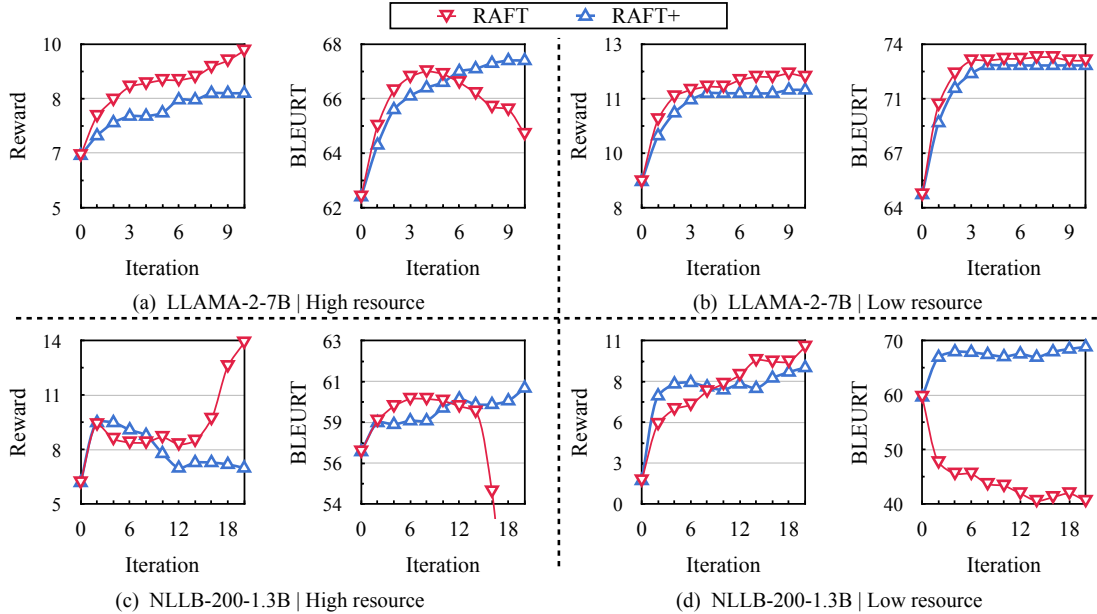 RAFT RAFT+
10 8 7 5
Reward
0 3 6 9
Iteration
68 66 64 62
BLEURT
0 3 6 9
Iteration
(a) LLAMA-2-7B | High resource
13 11 10 8
Reward
0 3 6 9
Iteration
74 71 67 64
BLEURT
0 3 6 9
Iteration
(b) LLAMA-2-7B | Low resource
14 11 8 5
Reward
0 6 12 18
Iteration
63 61 59 56 54
BLEURT
0 6 12 18
Iteration
(c) NLLB-200-1.3B | High resource
11 8 6 3 0
Reward
0 6 12 18
Iteration
70 60 50 40
BLEURT
0 6 12 18
Iteration
(d) NLLB-200-1.3B | Low resource